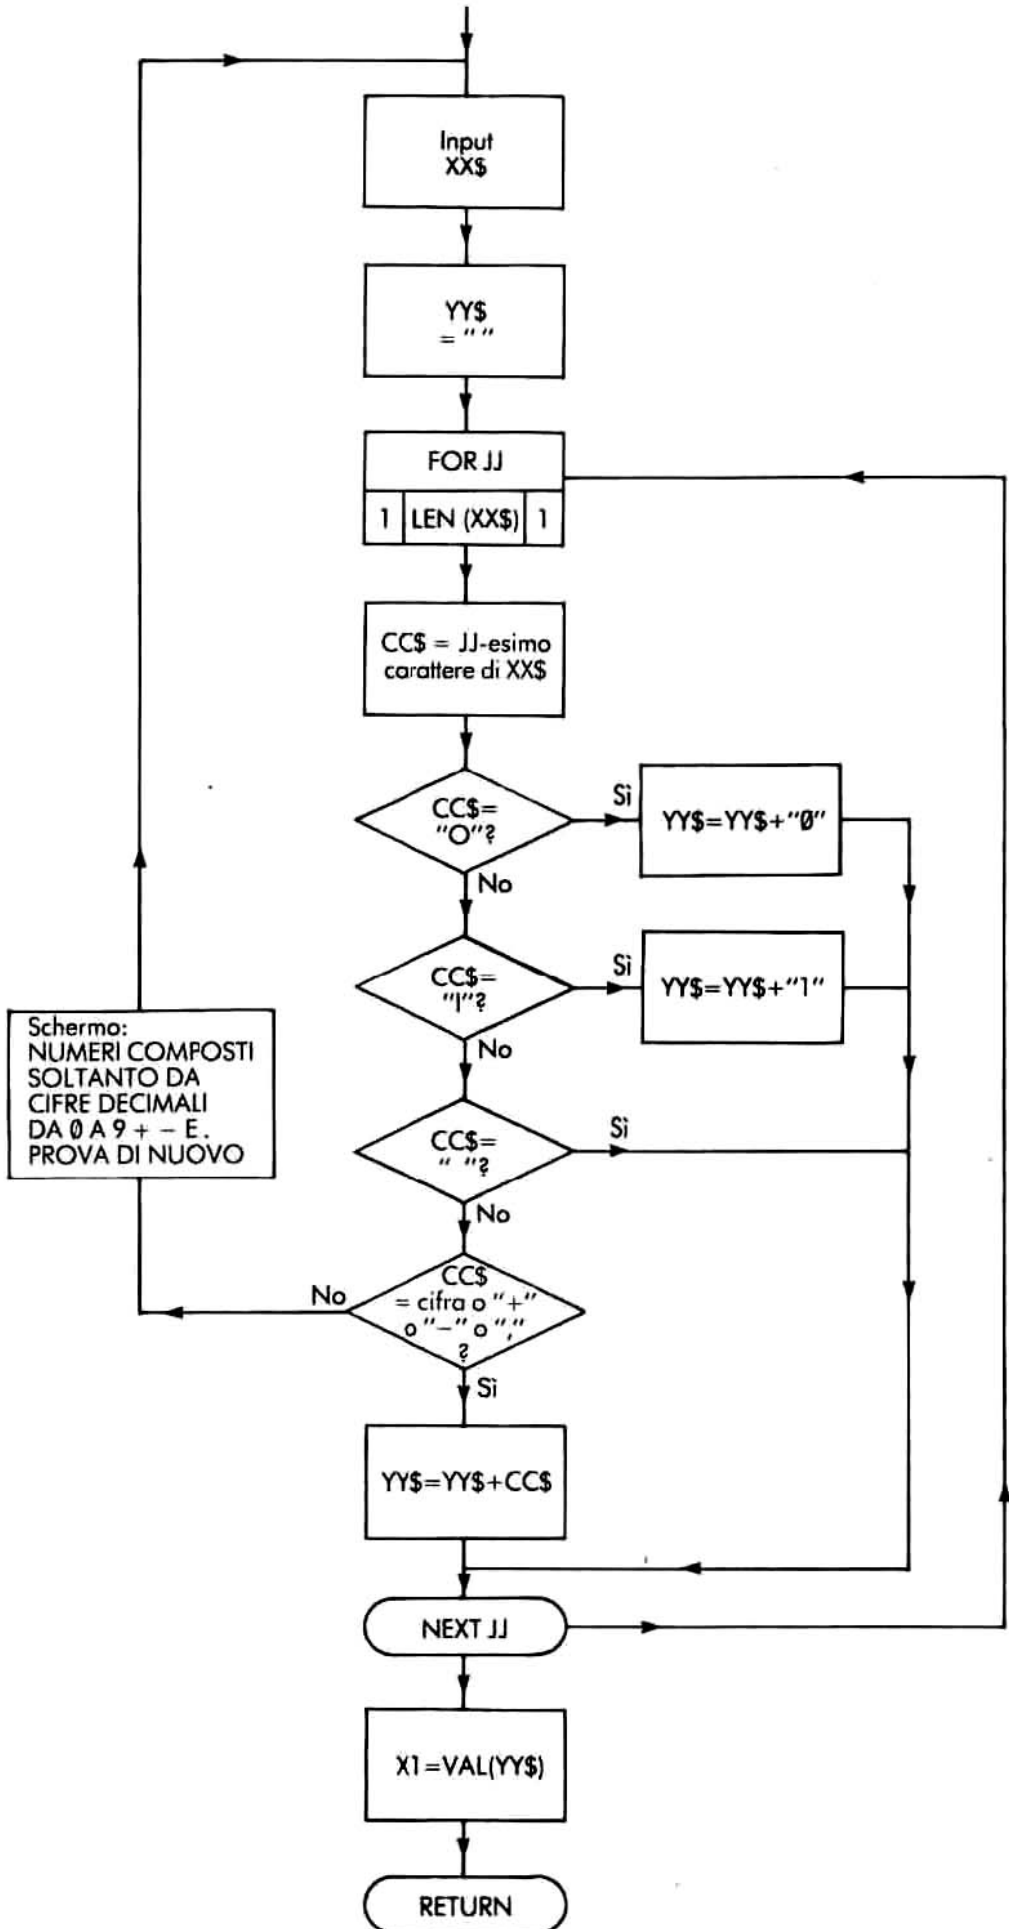 Input
XX$
YY$
= " "
FOR JJ
1 LEN (XX$) 1
CC$ = JJ-esimo
carattere di XX$
CC$=
"O"?
Sì
YY$=YY$+"0"
No
CC$=
"I"?
Sì
YY$=YY$+"1"
No
CC$=
" "?
Sì
No
CC$
= cifra o "+"
o "–" o ","
?
No
Schermo:
NUMERI COMPOSTI
SOLTANTO DA
CIFRE DECIMALI
DA 0 A 9 + – E .
PROVA DI NUOVO
Sì
YY$=YY$+CC$
NEXT JJ
X1=VAL(YY$)
RETURN